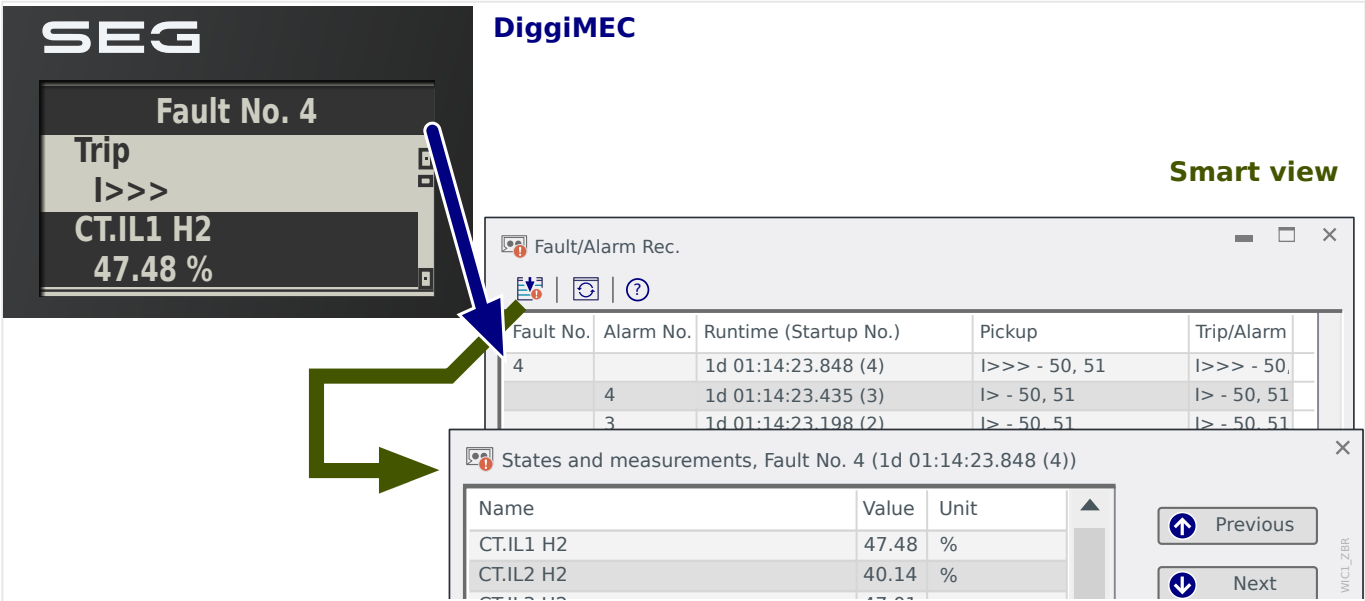 SEG
DiggiMEC
Fault No. 4
Trip
I>>>
CT.IL1 H2
47.48 %
Smart view
Fault/Alarm Rec.
?
Fault No. Alarm No. Runtime (Startup No.) Pickup Trip/Alarm
4 1d 01:14:23.848 (4) I>>> - 50, 51 I>>> - 50,
4 1d 01:14:23.435 (3) I> - 50, 51 I> - 50, 51
3 1d 01:14:23.198 (2) I> - 50, 51 I> - 50, 51
States and measurements, Fault No. 4 (1d 01:14:23.848 (4))
Name Value Unit
CT.IL1 H2 47.48 %
CT.IL2 H2 40.14 %
Previous
Next
WIC1_ZBR